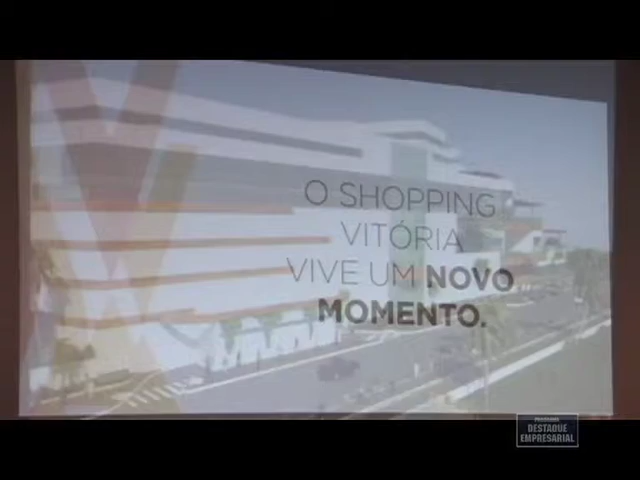 O SHOPPING
VITÓRIA
VIVE UM NOVO
MOMENTO.
PROGRAMA
DESTAQUE
EMPRESARIAL